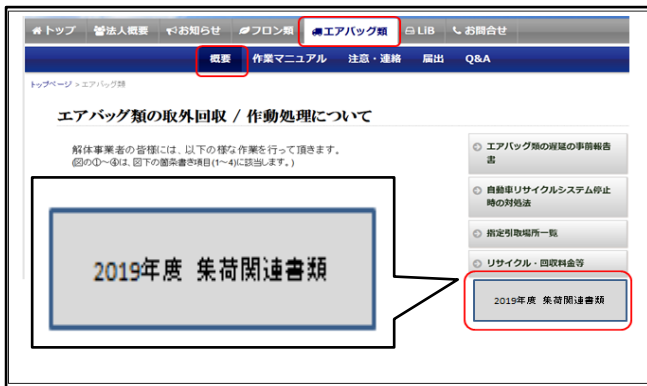 トップ 法人概要 お知らせ フロン類 エアバッグ類 LIB お問合せ
概要 作業マニュアル 注意・連絡 届出 Q&A
トップページ > エアバッグ類
エアバッグ類の取外回収 / 作動処理について
解体事業者の皆様には、以下の様な作業を行って頂きます。
(図の①~④は、図下の箇条書き項目(1~4)に該当します。)
エアバッグ類の遅延の事前報告
書
自動車リサイクルシステム停止
時の対処法
指定引取場所一覧
リサイクル・回収料金等
2019年度 集荷関連書類
2019年度 集荷関連書類